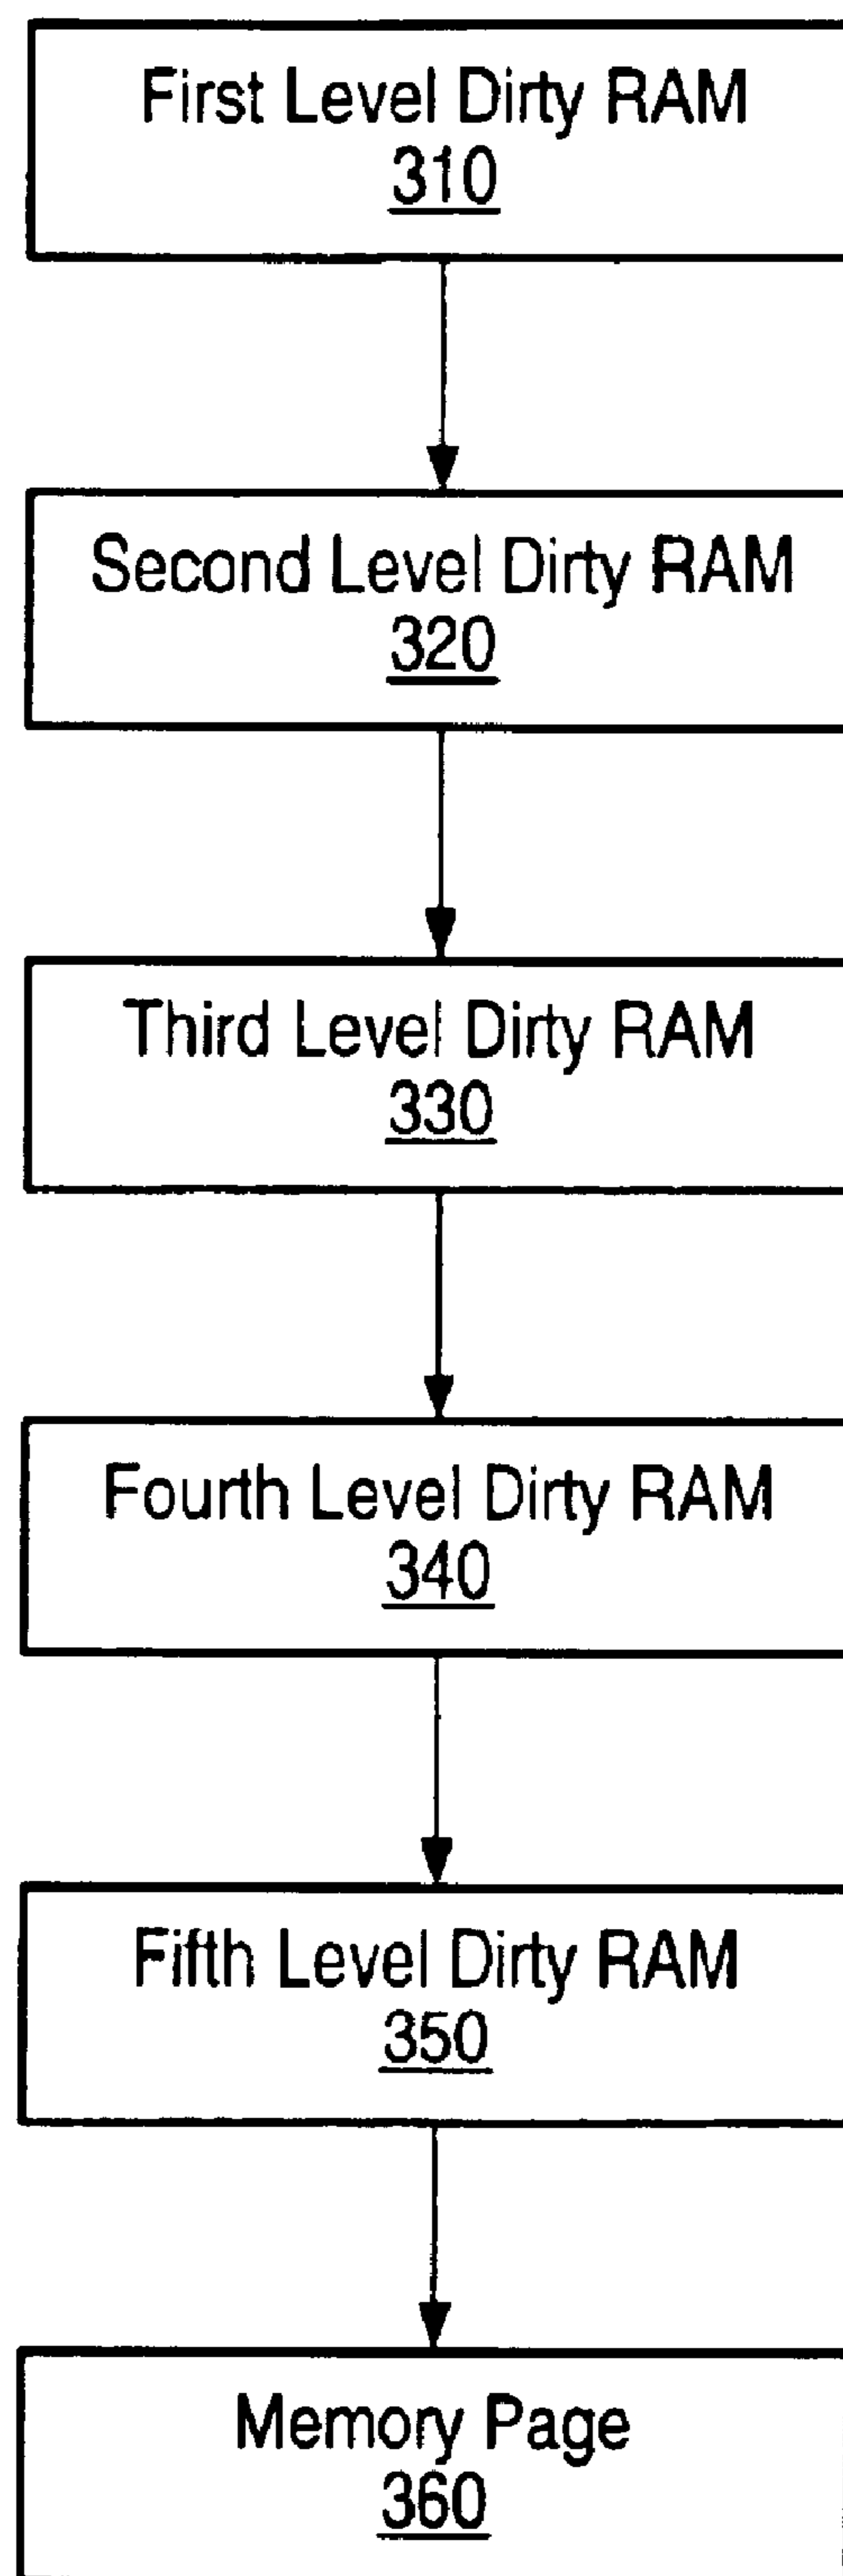 First Level Dirty RAM
310
Second Level Dirty RAM
320
Third Level Dirty RAM
330
Fourth Level Dirty RAM
340
Fifth Level Dirty RAM
350
Memory Page
360